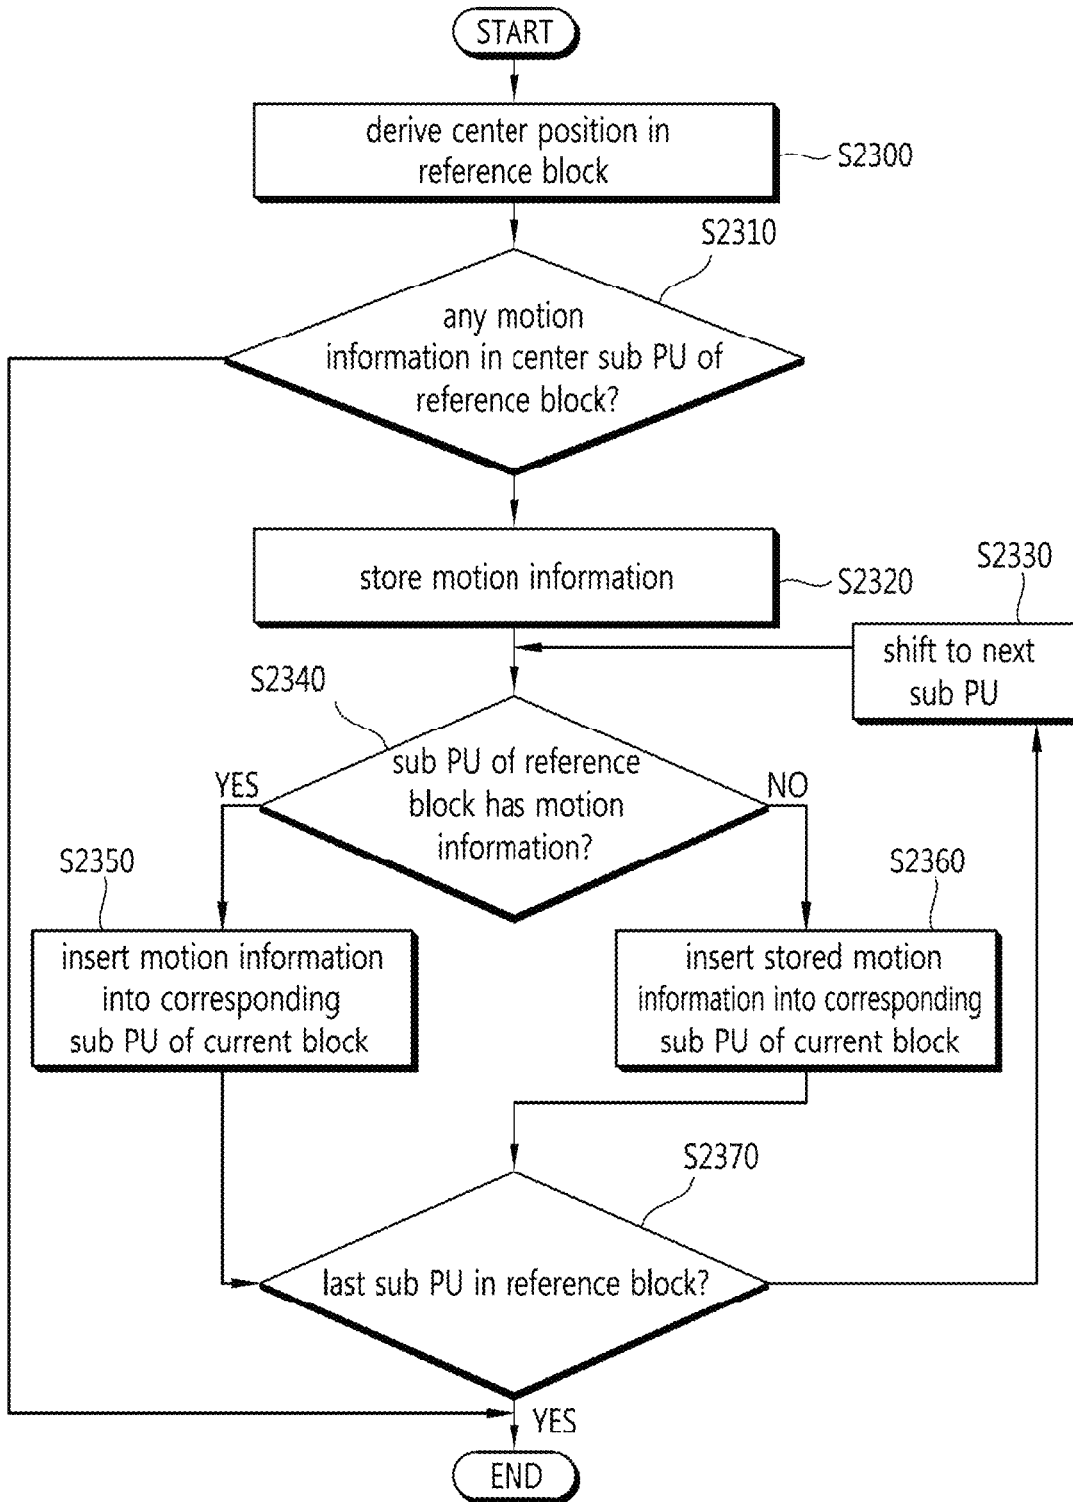 START
derive center position in
reference block
S2300
S2310
any motion
information in center sub PU of
reference block?
store motion information
S2320
S2330
shift to next
sub PU
S2340
sub PU of reference
block has motion
information?
YES
NO
S2350
insert motion information
into corresponding
sub PU of current block
S2360
insert stored motion
information into corresponding
sub PU of current block
S2370
last sub PU in reference block?
YES
END